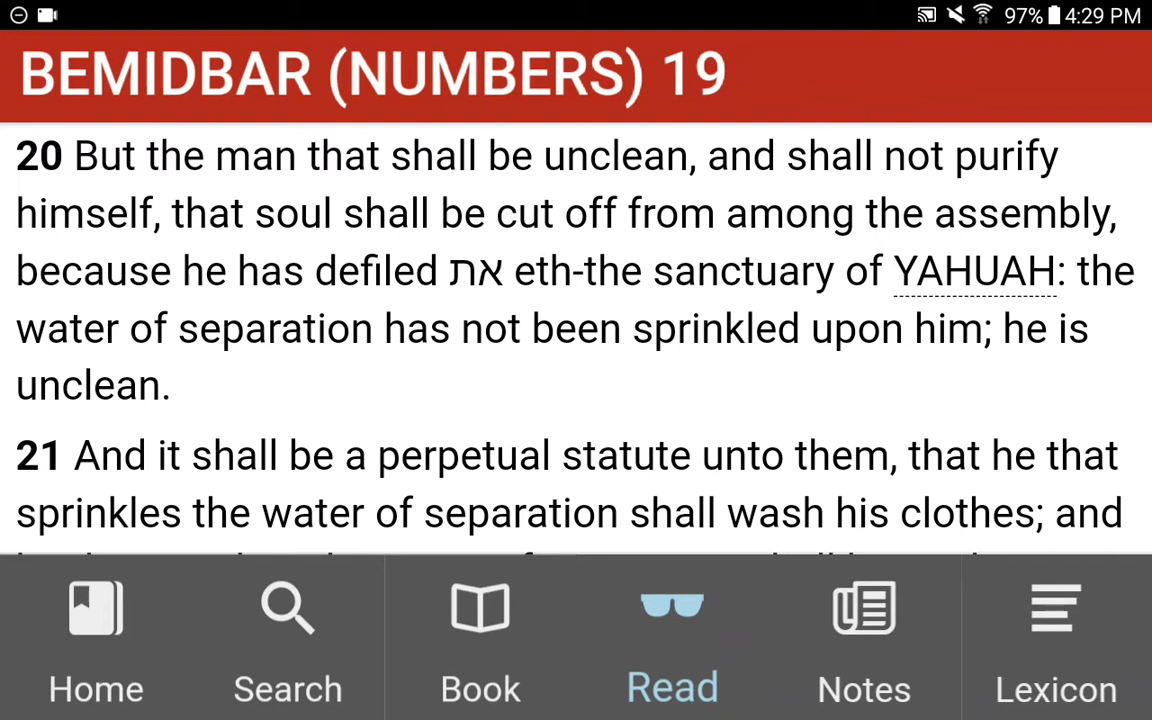 97% 4:29 PM
BEMIDBAR (NUMBERS) 19
20 But the man that shall be unclean, and shall not purify
himself, that soul shall be cut off from among the assembly,
because he has defiled את eth-the sanctuary of YAHUAH: the
water of separation has not been sprinkled upon him; he is
unclean.
21 And it shall be a perpetual statute unto them, that he that
sprinkles the water of separation shall wash his clothes; and
Home Search Book Read Notes Lexicon